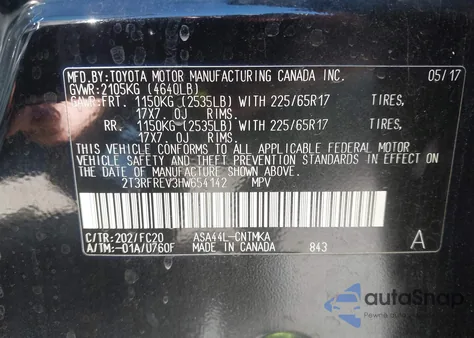 MFD.BY:TOYOTA MOTOR MANUFACTURING CANADA INC. 05/17
GVWR:2105KG (4640LB)
GAWR:FRT. 1150KG (2535LB) WITH 225/65R17 TIRES,
17X7.0J RIMS.
RR. 1150KG (2535LB) WITH 225/65R17 TIRES,
17X7.0J RIMS.
THIS VEHICLE CONFORMS TO ALL APPLICABLE FEDERAL MOTOR
VEHICLE SAFETY AND THEFT PREVENTION STANDARDS IN EFFECT ON
THE DATE OF MANUFACTURE SHOWN ABOVE.
2T3RFREV3HW654142 MPV
C/TR:202/FC20 ASA44L-CNTMKA
A/TM:-01A/U760F MADE IN CANADA 843 A
autoSnap